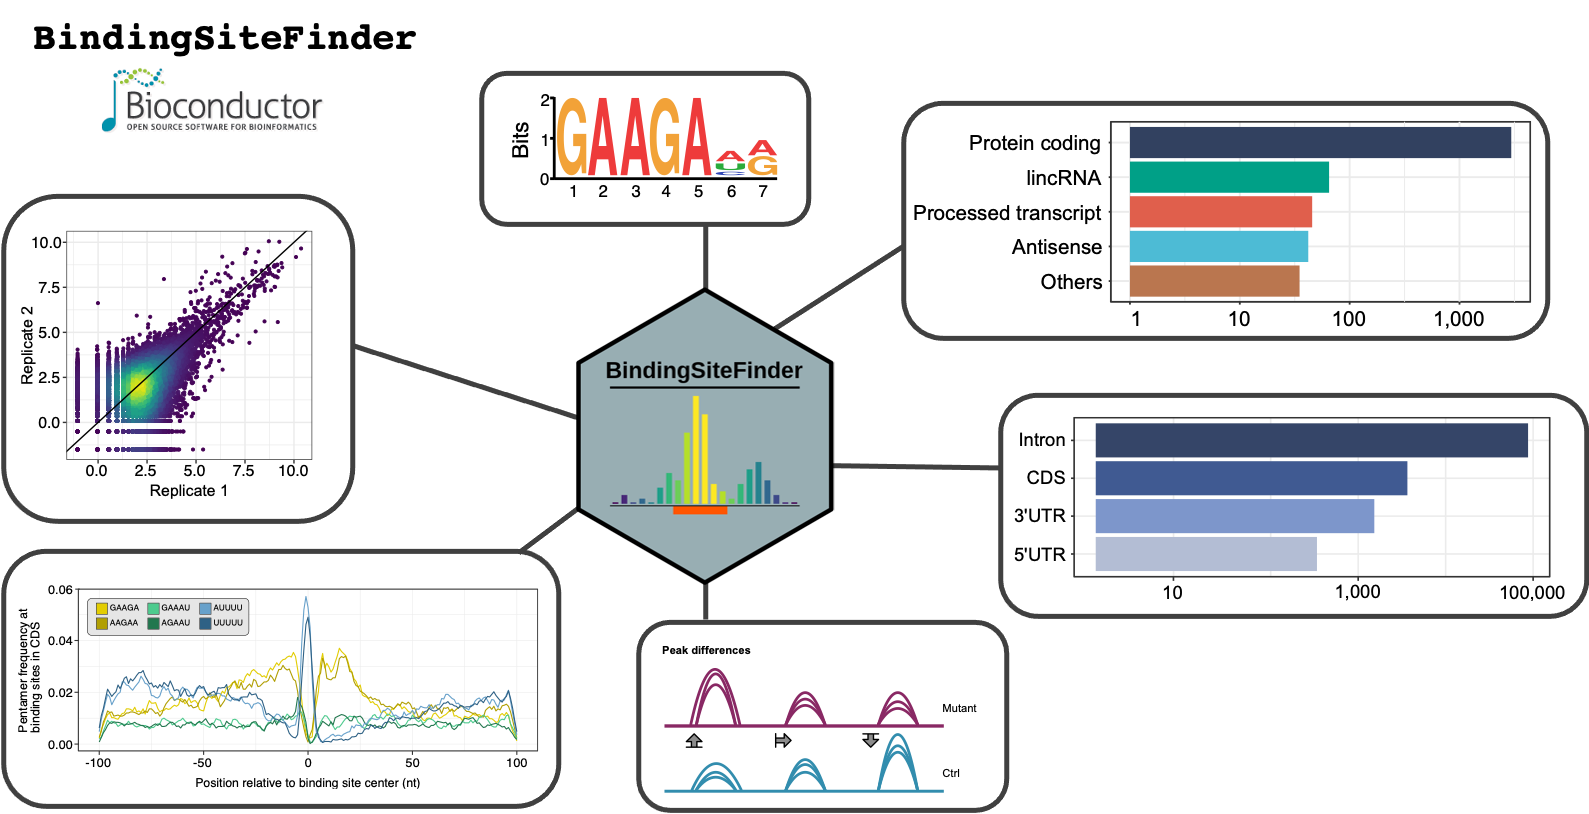 BindingSiteFinder
Bioconductor
OPEN SOURCE SOFTWARE FOR BIOINFORMATICS
Bits
2
1
0
GAAGA
1 2 3 4 5 6 7
Protein coding
lincRNA
Processed transcript
Antisense
Others
1 10 100 1,000
Replicate 2
10.0
7.5
5.0
2.5
0.0
0.0 2.5 5.0 7.5 10.0
Replicate 1
BindingSiteFinder
Intron
CDS
3'UTR
5'UTR
10 1,000 100,000
Pentamer frequency at
binding sites in CDS
0.06
0.04
0.02
0.00
GAAGA GAAAU AUUUU
AAGAA AGAAU UUUUU
-100 -50 0 50 100
Position relative to binding site center (nt)
Peak differences
Mutant
Ctrl